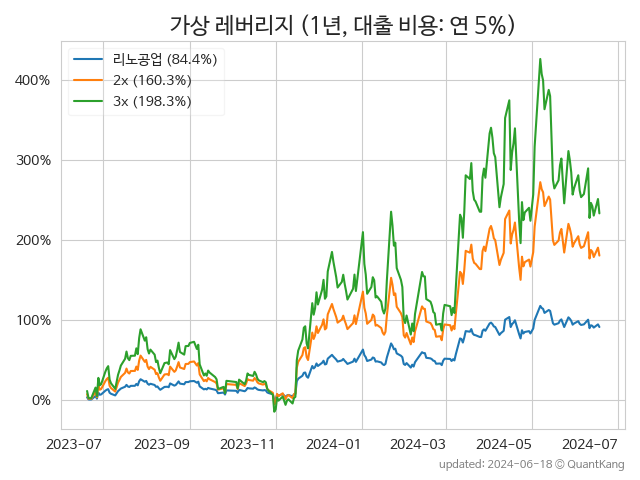 가상 레버리지 (1년, 대출 비용: 연 5%)
리노공업 (84.4%)
2x (160.3%)
3x (198.3%)
400%
300%
200%
100%
0%
2023-07 2023-09 2023-11 2024-01 2024-03 2024-05 2024-07
updated: 2024-06-18 © QuantKang